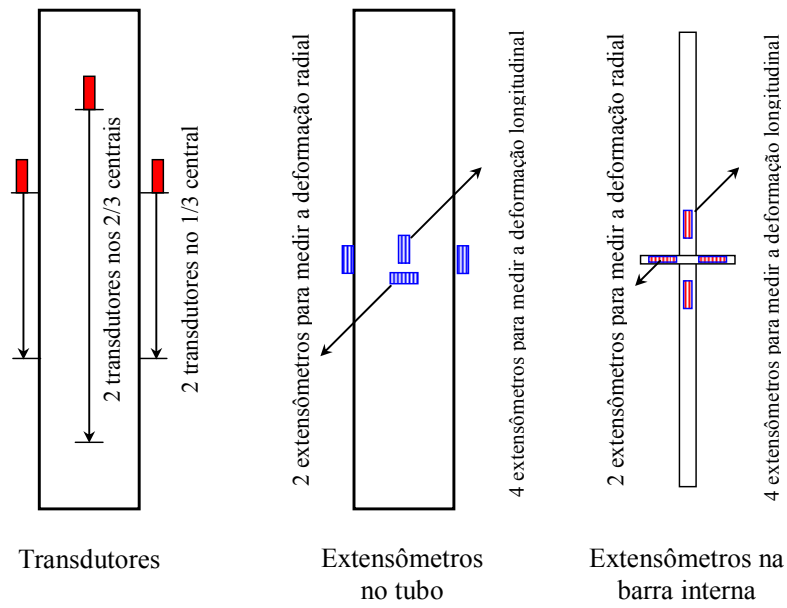 2 transdutores nos 2/3 centrais
2 transdutores no 1/3 central
Transdutores
2 extensômetros para medir a deformação radial
4 extensômetros para medir a deformação longitudinal
Extensômetros
no tubo
2 extensômetros para medir a deformação radial
4 extensômetros para medir a deformação longitudinal
Extensômetros na
barra interna